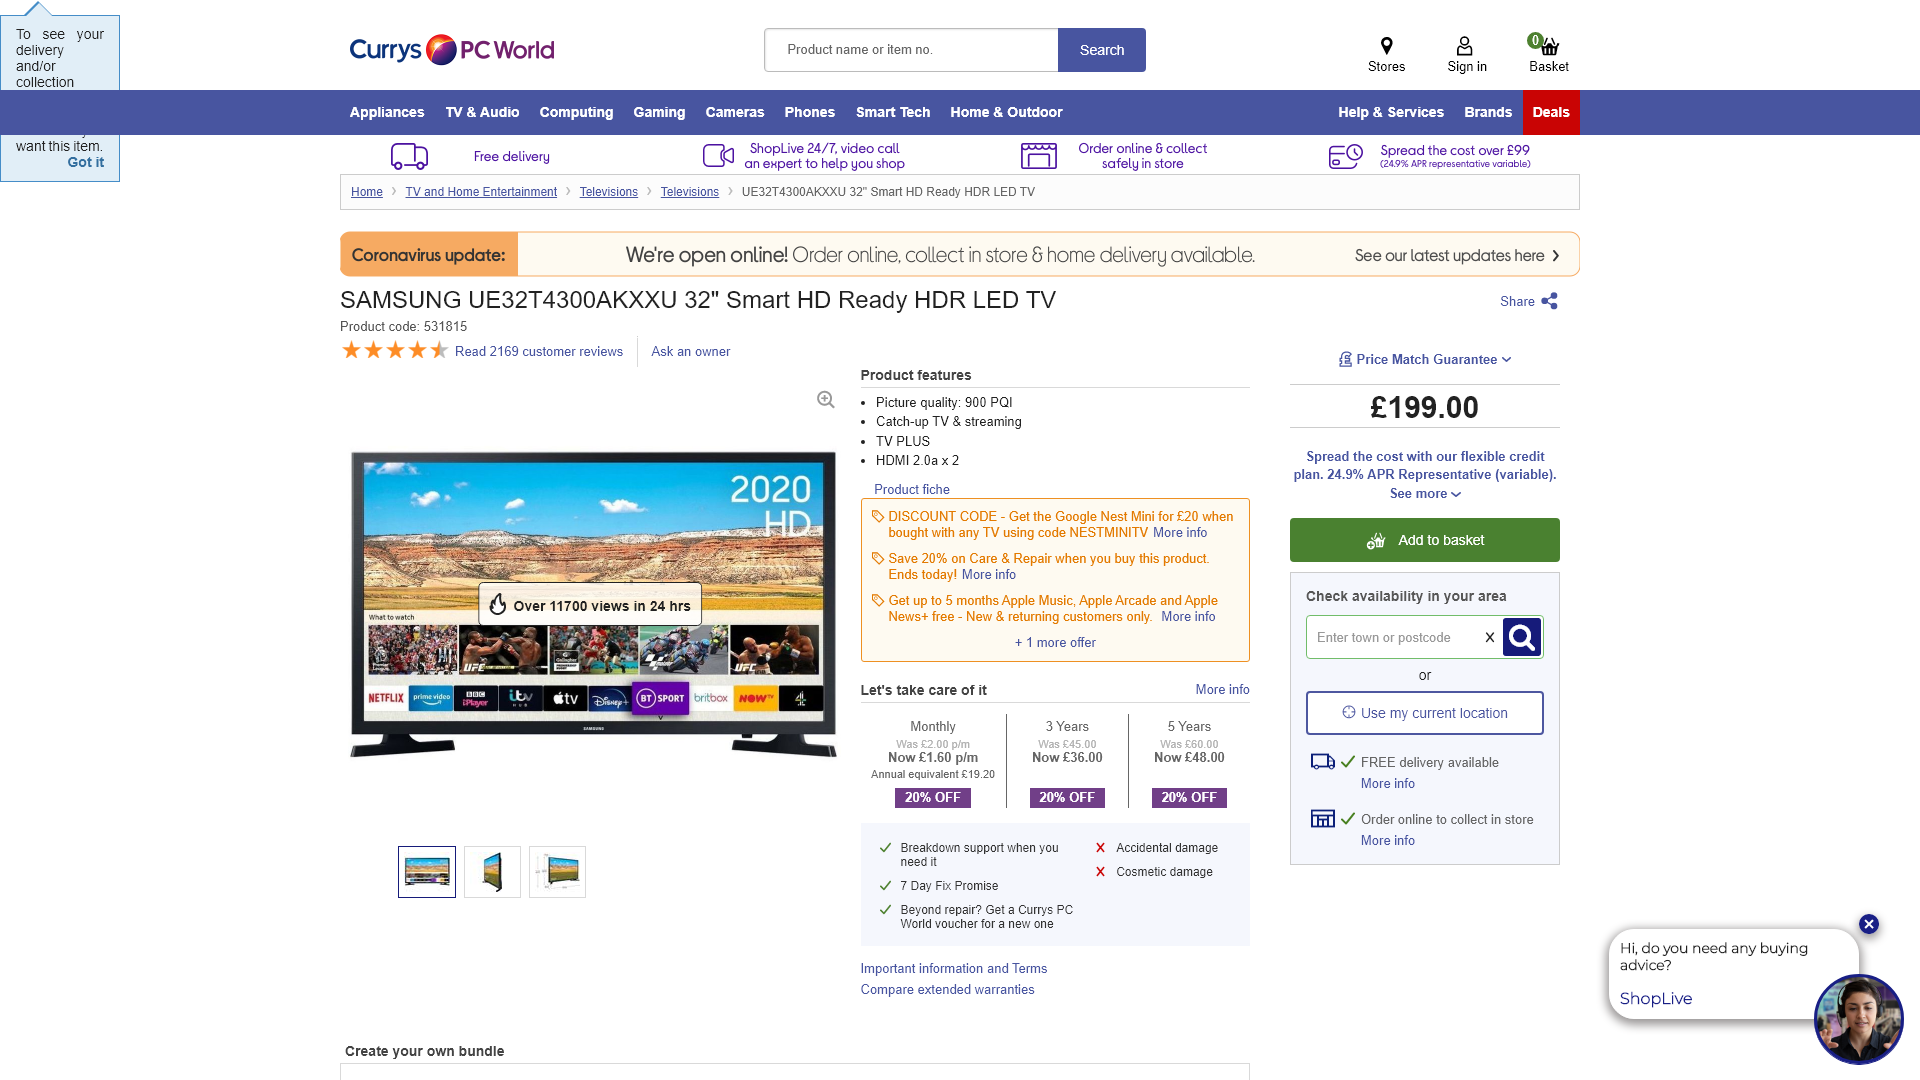 To see your
delivery
and/or
collection
want this item.
Got it
Currys PC World
Product name or item no.
Search
Stores
Sign in
0
Basket
Appliances
TV & Audio
Computing
Gaming
Cameras
Phones
Smart Tech
Home & Outdoor
Help & Services
Brands
Deals
Free delivery
ShopLive 24/7, video call
an expert to help you shop
Order online & collect
safely in store
Spread the cost over £99
(24.9% APR representative variable)
Home
TV and Home Entertainment
Televisions
Televisions
UE32T4300AKXXU 32" Smart HD Ready HDR LED TV
Coronavirus update:
We're open online! Order online, collect in store & home delivery available.
See our latest updates here
SAMSUNG UE32T4300AKXXU 32" Smart HD Ready HDR LED TV
Share
Product code: 531815
Read 2169 customer reviews
Ask an owner
Price Match Guarantee
£199.00
Spread the cost with our flexible credit
plan. 24.9% APR Representative (variable).
See more
Add to basket
Check availability in your area
Enter town or postcode
X
or
Use my current location
FREE delivery available
More info
Order online to collect in store
More info
Product features
Picture quality: 900 PQI
Catch-up TV & streaming
TV PLUS
HDMI 2.0a x 2
Product fiche
DISCOUNT CODE - Get the Google Nest Mini for £20 when
bought with any TV using code NESTMINITV More info
Save 20% on Care & Repair when you buy this product.
Ends today! More info
Get up to 5 months Apple Music, Apple Arcade and Apple
News+ free - New & returning customers only. More info
+ 1 more offer
2020
HD
Over 11700 views in 24 hrs
What to watch
UFC
UFC
NETFLIX
prime video
BBC
iPlayer
itv
HUB
tv
Disney+
BT SPORT
britbox
NOW TV
4
SAMSUNG
Let's take care of it
More info
Monthly
Was £2.00 p/m
Now £1.60 p/m
Annual equivalent £19.20
20% OFF
3 Years
Was £45.00
Now £36.00
20% OFF
5 Years
Was £60.00
Now £48.00
20% OFF
Breakdown support when you
need it
7 Day Fix Promise
Beyond repair? Get a Currys PC
World voucher for a new one
Accidental damage
Cosmetic damage
Important information and Terms
Compare extended warranties
Create your own bundle
Hi, do you need any buying
advice?
ShopLive